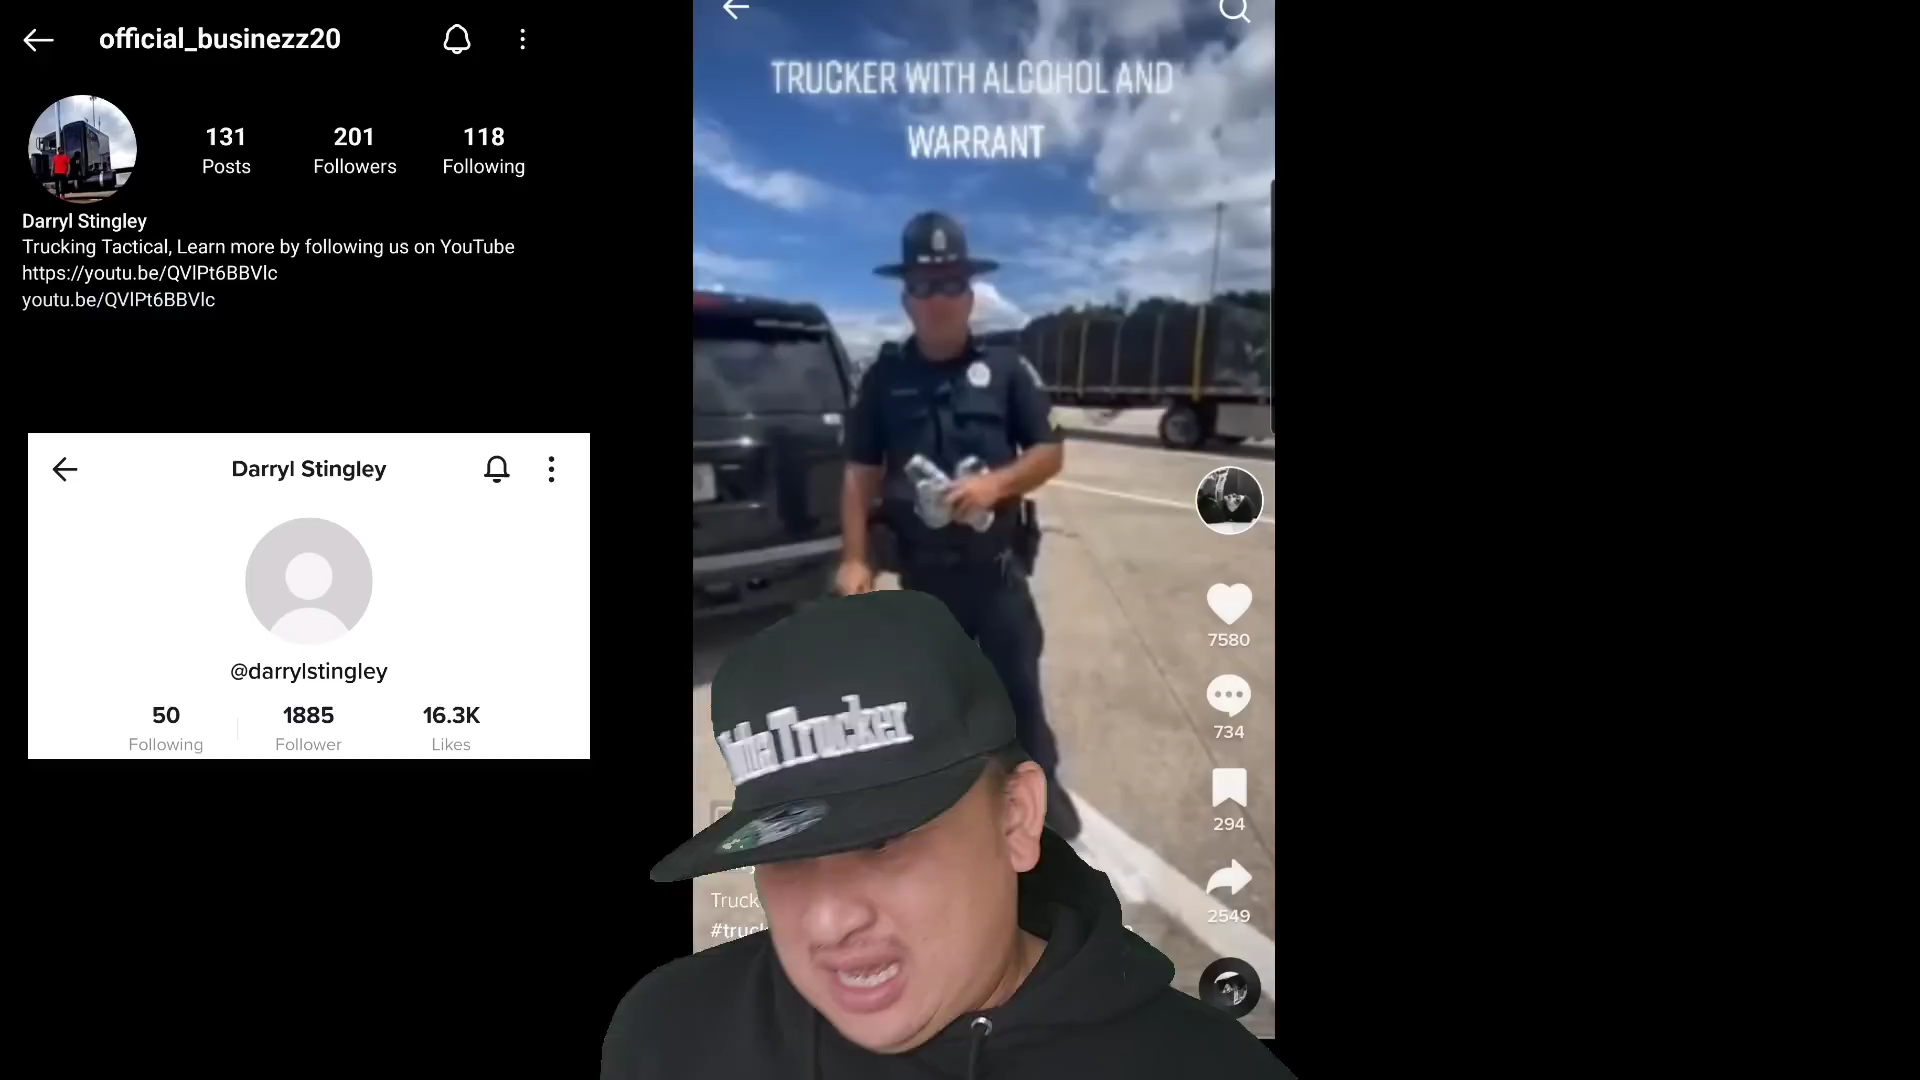 official_businezz20
131 201 118
Posts Followers Following
Darryl Stingley
Trucking Tactical, Learn more by following us on YouTube
https://youtu.be/QVlPt6BBVlc
youtu.be/QVlPt6BBVlc
Darryl Stingley
@darrylstingley
50 1885 16.3K
Following Follower Likes
TRUCKER WITH ALCOHOL AND
WARRANT
7580
734
294
2549
Trucker
Truck
#truck